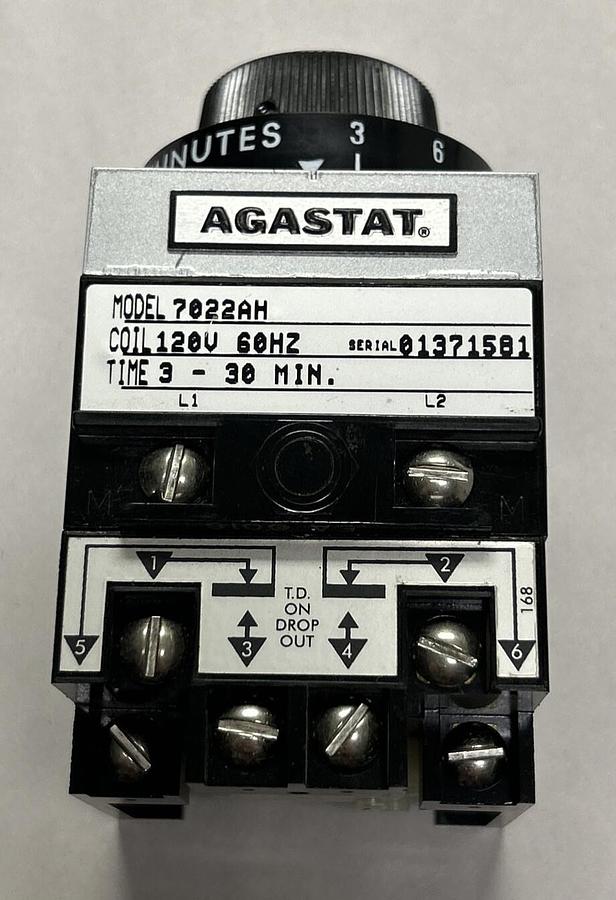 MINUTES 3 6
AGASTAT®
MODEL 7022AH
COIL 120V 60HZ SERIAL 01371581
TIME 3 - 30 MIN.
L1 L2
M M
1 2
T.D.
ON
DROP
OUT
168
5 3 4 6